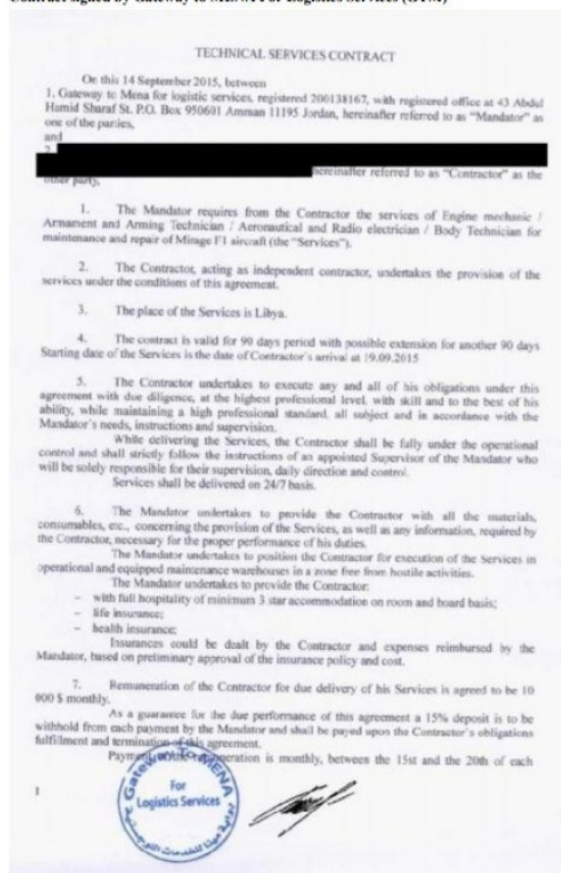 TECHNICAL SERVICES CONTRACT
On this 14 September 2015, between
1. Gateway to Mena for logistic services, registered 200138167, with registered office at 43 Abdul
Hamid Sharaf St. P.O. Box 950601 Amman 11195 Jordan, hereinafter referred to as "Mandator" as
one of the parties,
and
2.
hereinafter referred to as "Contractor" as the
other party,
1. The Mandator requires from the Contractor the services of Engine mechanic /
Armament and Arming Technician / Aeronautical and Radio electrician / Body Technician for
maintenance and repair of Mirage F1 aircraft (the "Services").
2. The Contractor, acting as independent contractor, undertakes the provision of the
services under the conditions of this agreement.
3. The place of the Services is Libya.
4. The contract is valid for 90 days period with possible extension for another 90 days
Starting date of the Services is the date of Contractor's arrival at 19.09.2015
5. The Contractor undertakes to execute any and all of his obligations under this
agreement with due diligence, at the highest professional level, with skill and to the best of his
ability, while maintaining a high professional standard, all subject and in accordance with the
Mandator's needs, instructions and supervision.
While delivering the Services, the Contractor shall be fully under the operational
control and shall strictly follow the instructions of an appointed Supervisor of the Mandator who
will be solely responsible for their supervision, daily direction and control.
Services shall be delivered on 24/7 basis.
6. The Mandator undertakes to provide the Contractor with all the materials,
consumables, etc., concerning the provision of the Services, as well as any information, required by
the Contractor, necessary for the proper performance of his duties.
The Mandator undertakes to position the Contractor for execution of the Services in
operational and equipped maintenance warehouses in a zone free from hostile activities.
The Mandator undertakes to provide the Contractor:
– with full hospitality of minimum 3 star accommodation on room and board basis;
– life insurance;
– health insurance;
Insurances could be dealt by the Contractor and expenses reimbursed by the
Mandator, based on preliminary approval of the insurance policy and cost.
7. Remuneration of the Contractor for due delivery of his Services is agreed to be 10
000 $ monthly.
As a guarantee for the due performance of this agreement a 15% deposit is to be
withhold from each payment by the Mandator and shall be payed upon the Contractor's obligations
fulfillment and termination of this agreement.
Payment is monthly, between the 15st and the 20th of each
1
Gateway To MENA
For
Logistics Services